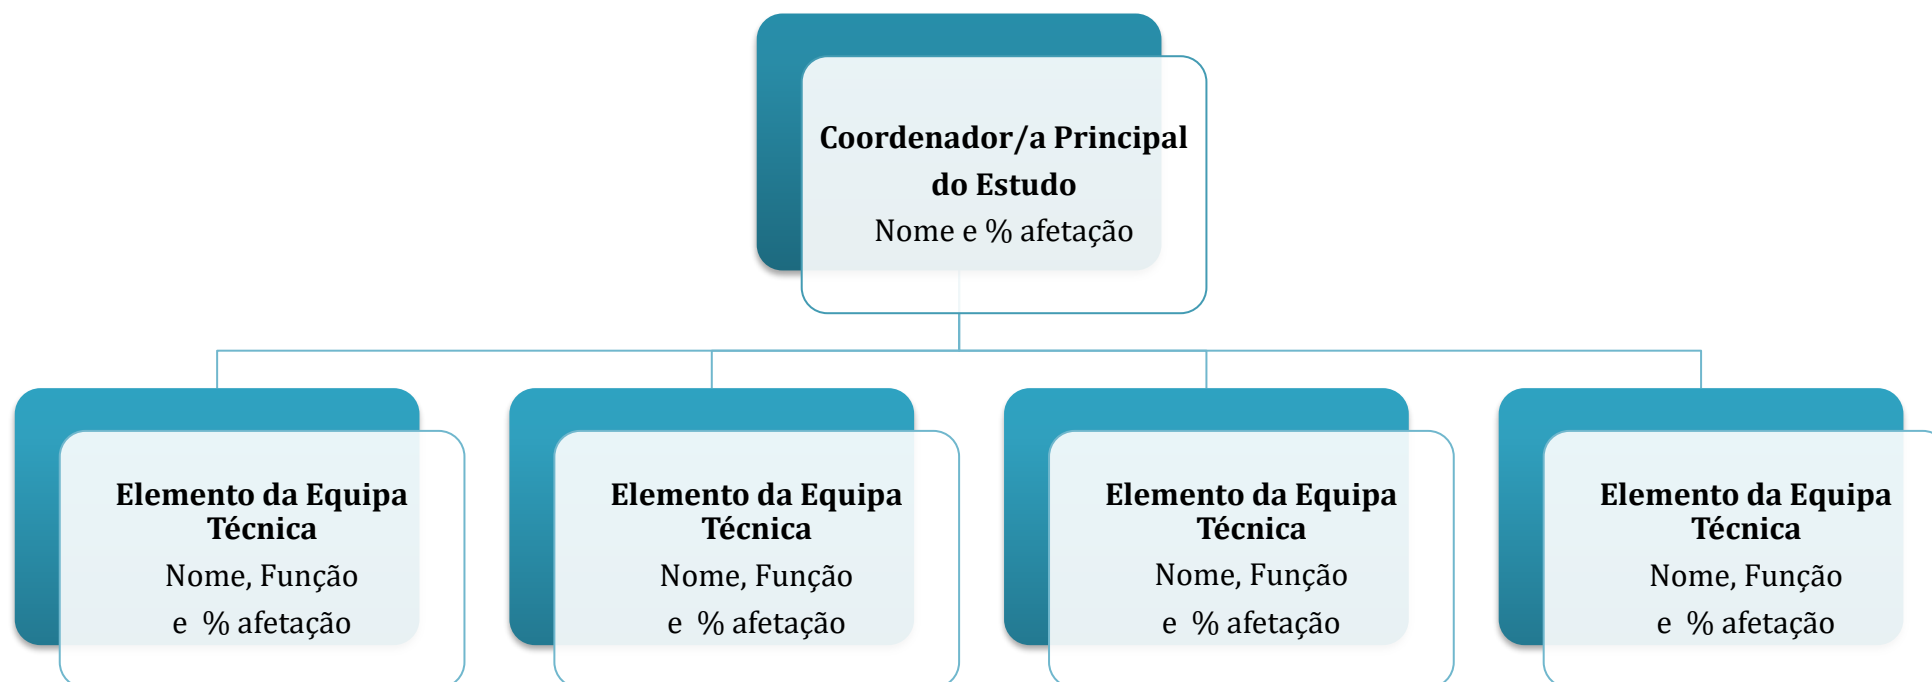 Coordenador/a Principal
do Estudo
Nome e % afetação
Elemento da Equipa
Técnica
Nome, Função
e % afetação
Elemento da Equipa
Técnica
Nome, Função
e % afetação
Elemento da Equipa
Técnica
Nome, Função
e % afetação
Elemento da Equipa
Técnica
Nome, Função
e % afetação